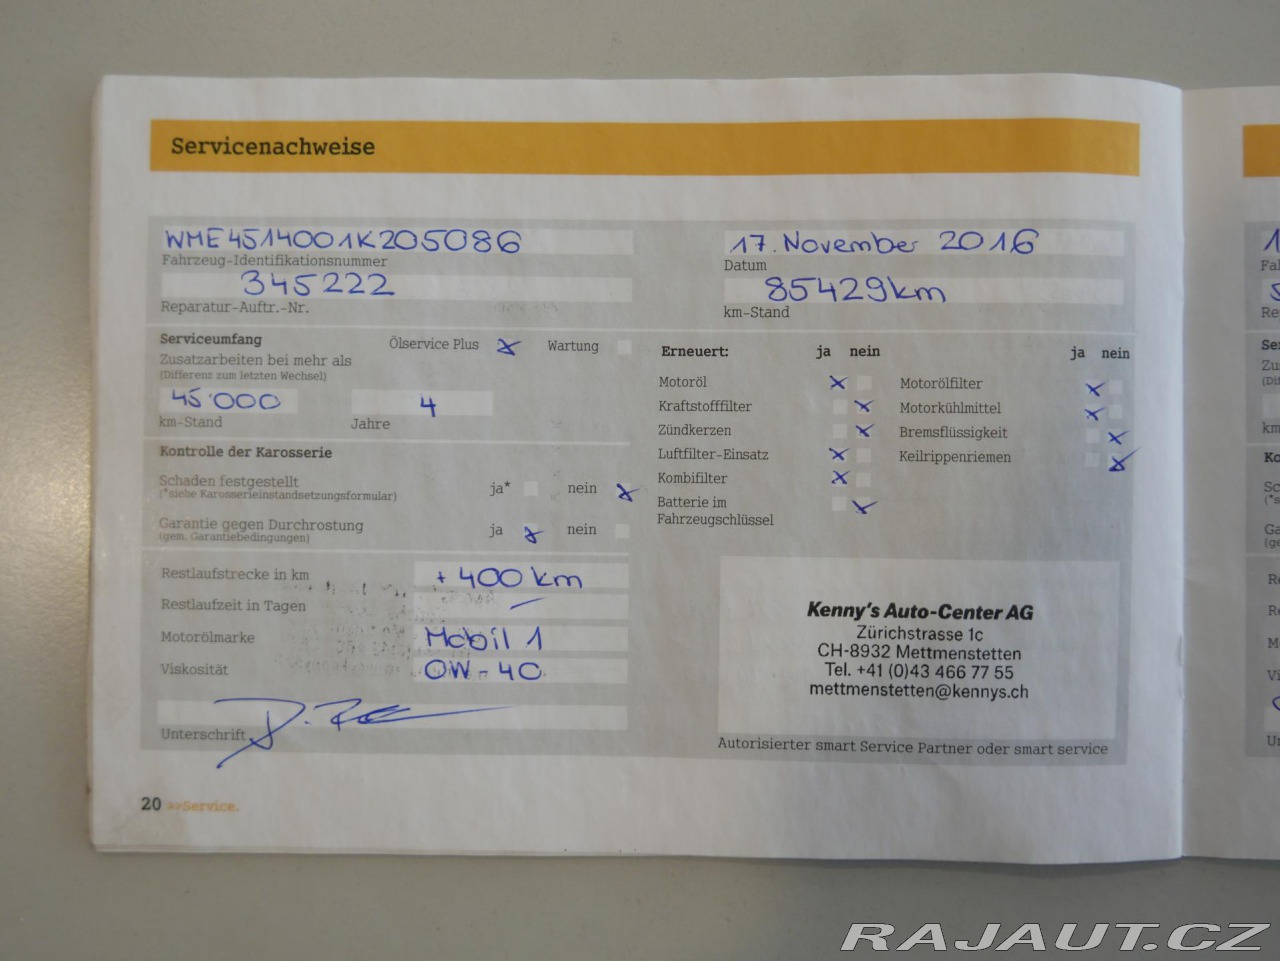 Servicenachweise
WME4514001K205086
Fahrzeug-Identifikationsnummer
345222
Reparatur-Auftr.-Nr.
17. November 2016
Datum
85429km
km-Stand
Serviceumfang Ölservice Plus x Wartung
Zusatzarbeiten bei mehr als
(Differenz zum letzten Wechsel)
45'000 4
km-Stand Jahre
Kontrolle der Karosserie
Schaden festgestellt ja* nein x
(*siehe Karosserieinstandsetzungsformular)
Garantie gegen Durchrostung ja x nein
(gem. Garantiebedingungen)
Restlaufstrecke in km + 400 km
Restlaufzeit in Tagen –
Motorölmarke Mobil 1
Viskosität 0W-40
Unterschrift
Erneuert: ja nein
Motoröl x
Kraftstofffilter x
Zündkerzen x
Luftfilter-Einsatz x
Kombifilter x
Batterie im x
Fahrzeugschlüssel
ja nein
Motorölfilter x
Motorkühlmittel x
Bremsflüssigkeit x
Keilrippenriemen x
Kenny's Auto-Center AG
Zürichstrasse 1c
CH-8932 Mettmenstetten
Tel. +41 (0)43 466 77 55
mettmenstetten@kennys.ch
Autorisierter smart Service Partner oder smart service
20 >>Service.
RAJAUT.CZ